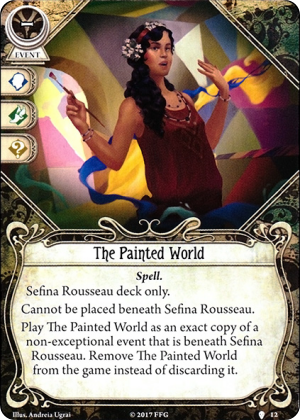 EVENT
The Painted World
Spell.
Sefina Rousseau deck only.
Cannot be placed beneath Sefina Rousseau.
Play The Painted World as an exact copy of a
non-exceptional event that is beneath Sefina
Rousseau. Remove The Painted World
from the game instead of discarding it.
Illus. Andreia Ugrai
© 2017 FFG
12